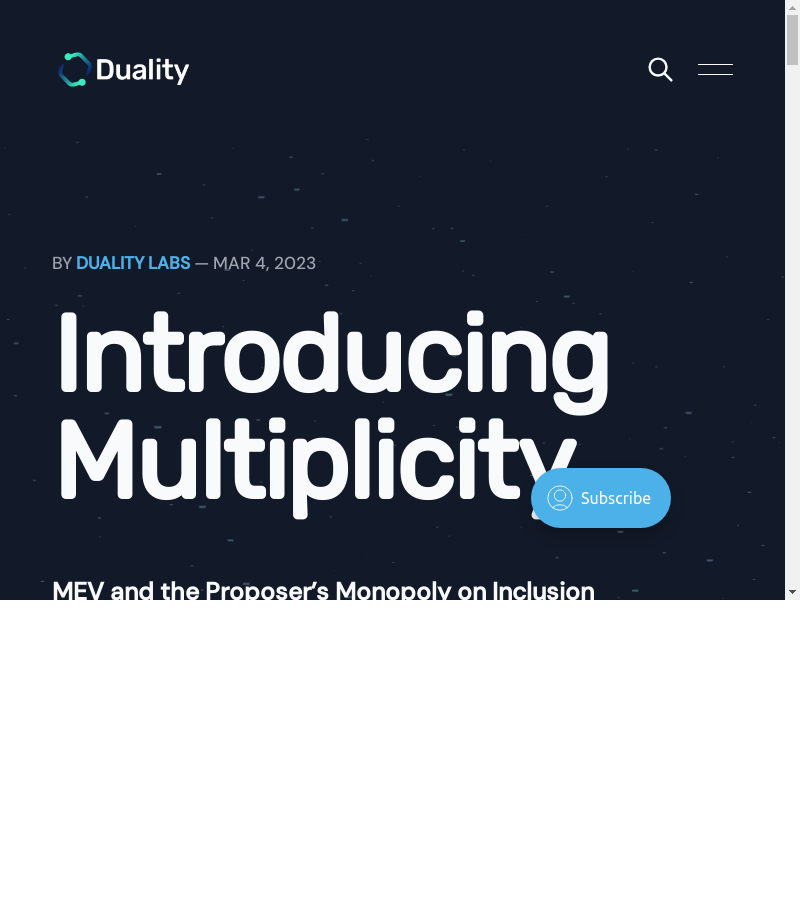 Duality
BY DUALITY LABS — MAR 4, 2023
Introducing
Multiplicity
Subscribe
MEV and the Proposer’s Monopoly on Inclusion